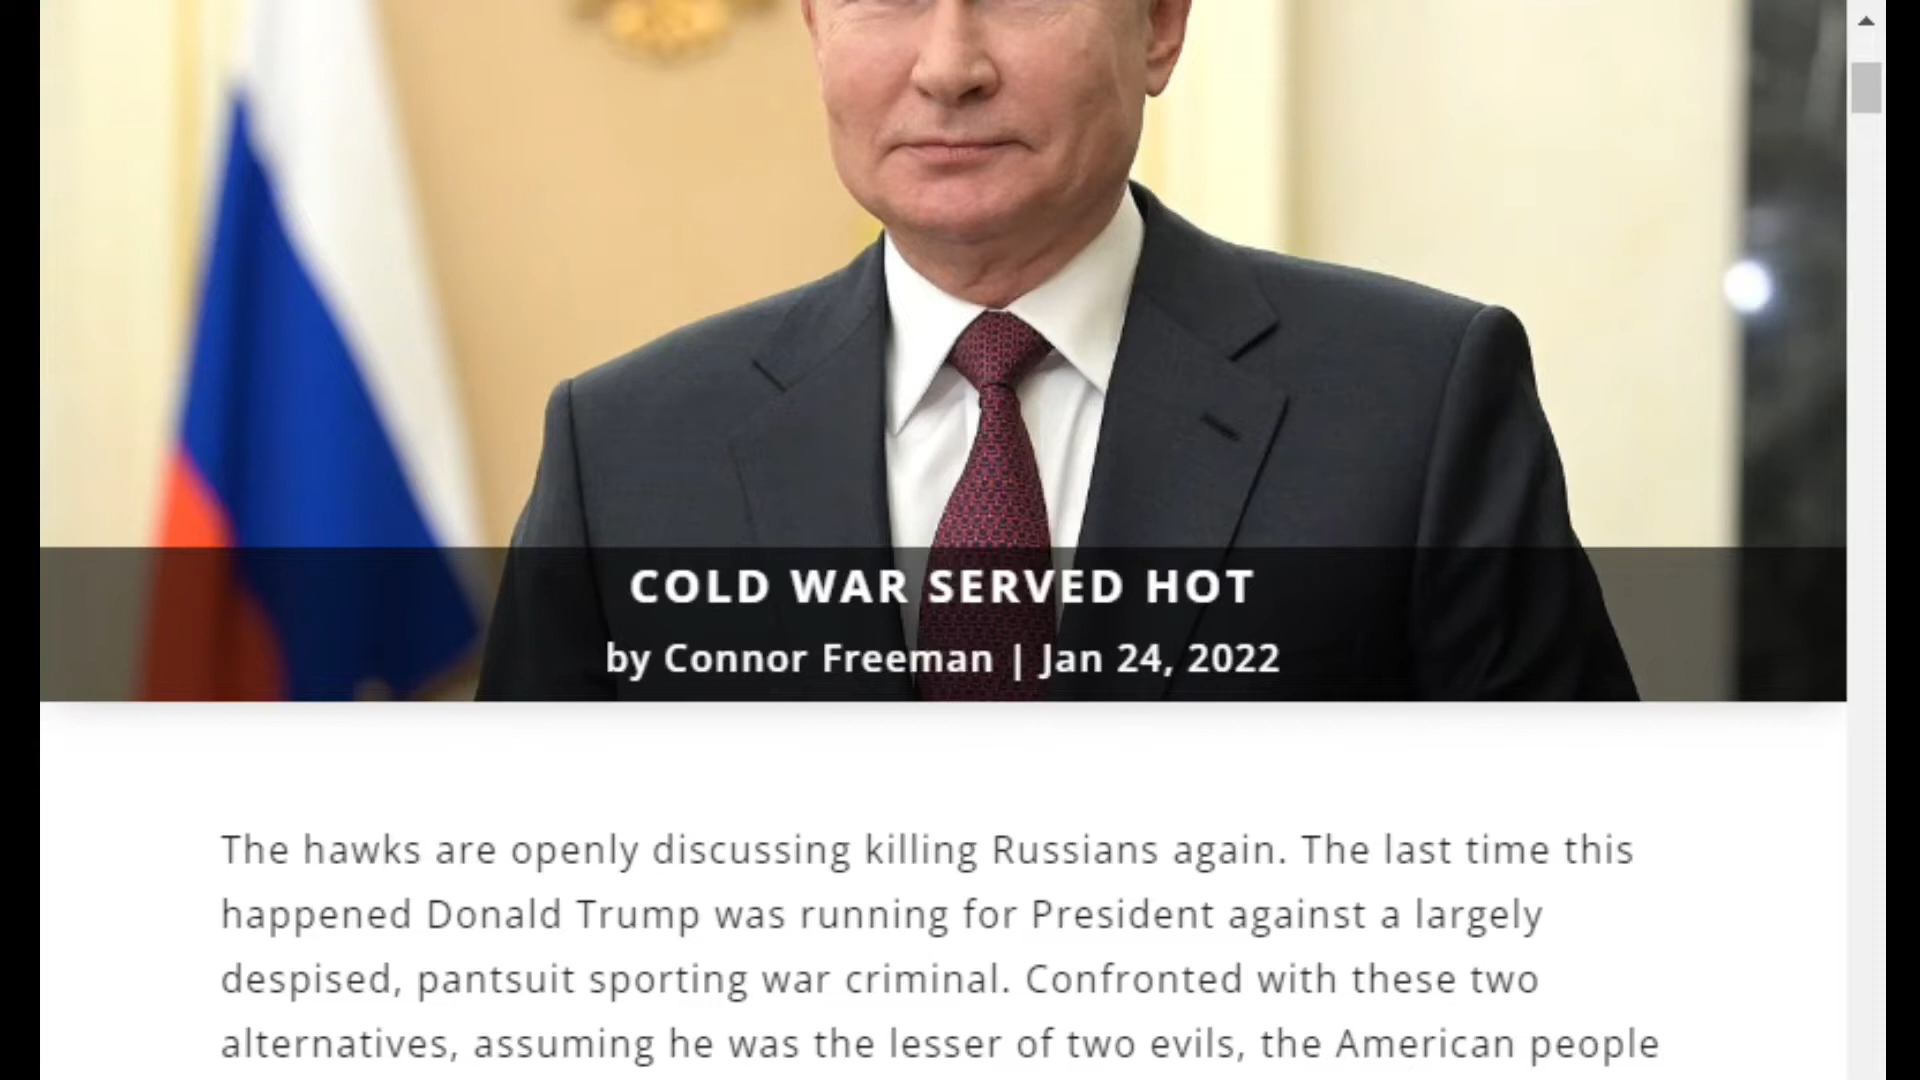 COLD WAR SERVED HOT
by Connor Freeman | Jan 24, 2022
The hawks are openly discussing killing Russians again. The last time this
happened Donald Trump was running for President against a largely
despised, pantsuit sporting war criminal. Confronted with these two
alternatives, assuming he was the lesser of two evils, the American people